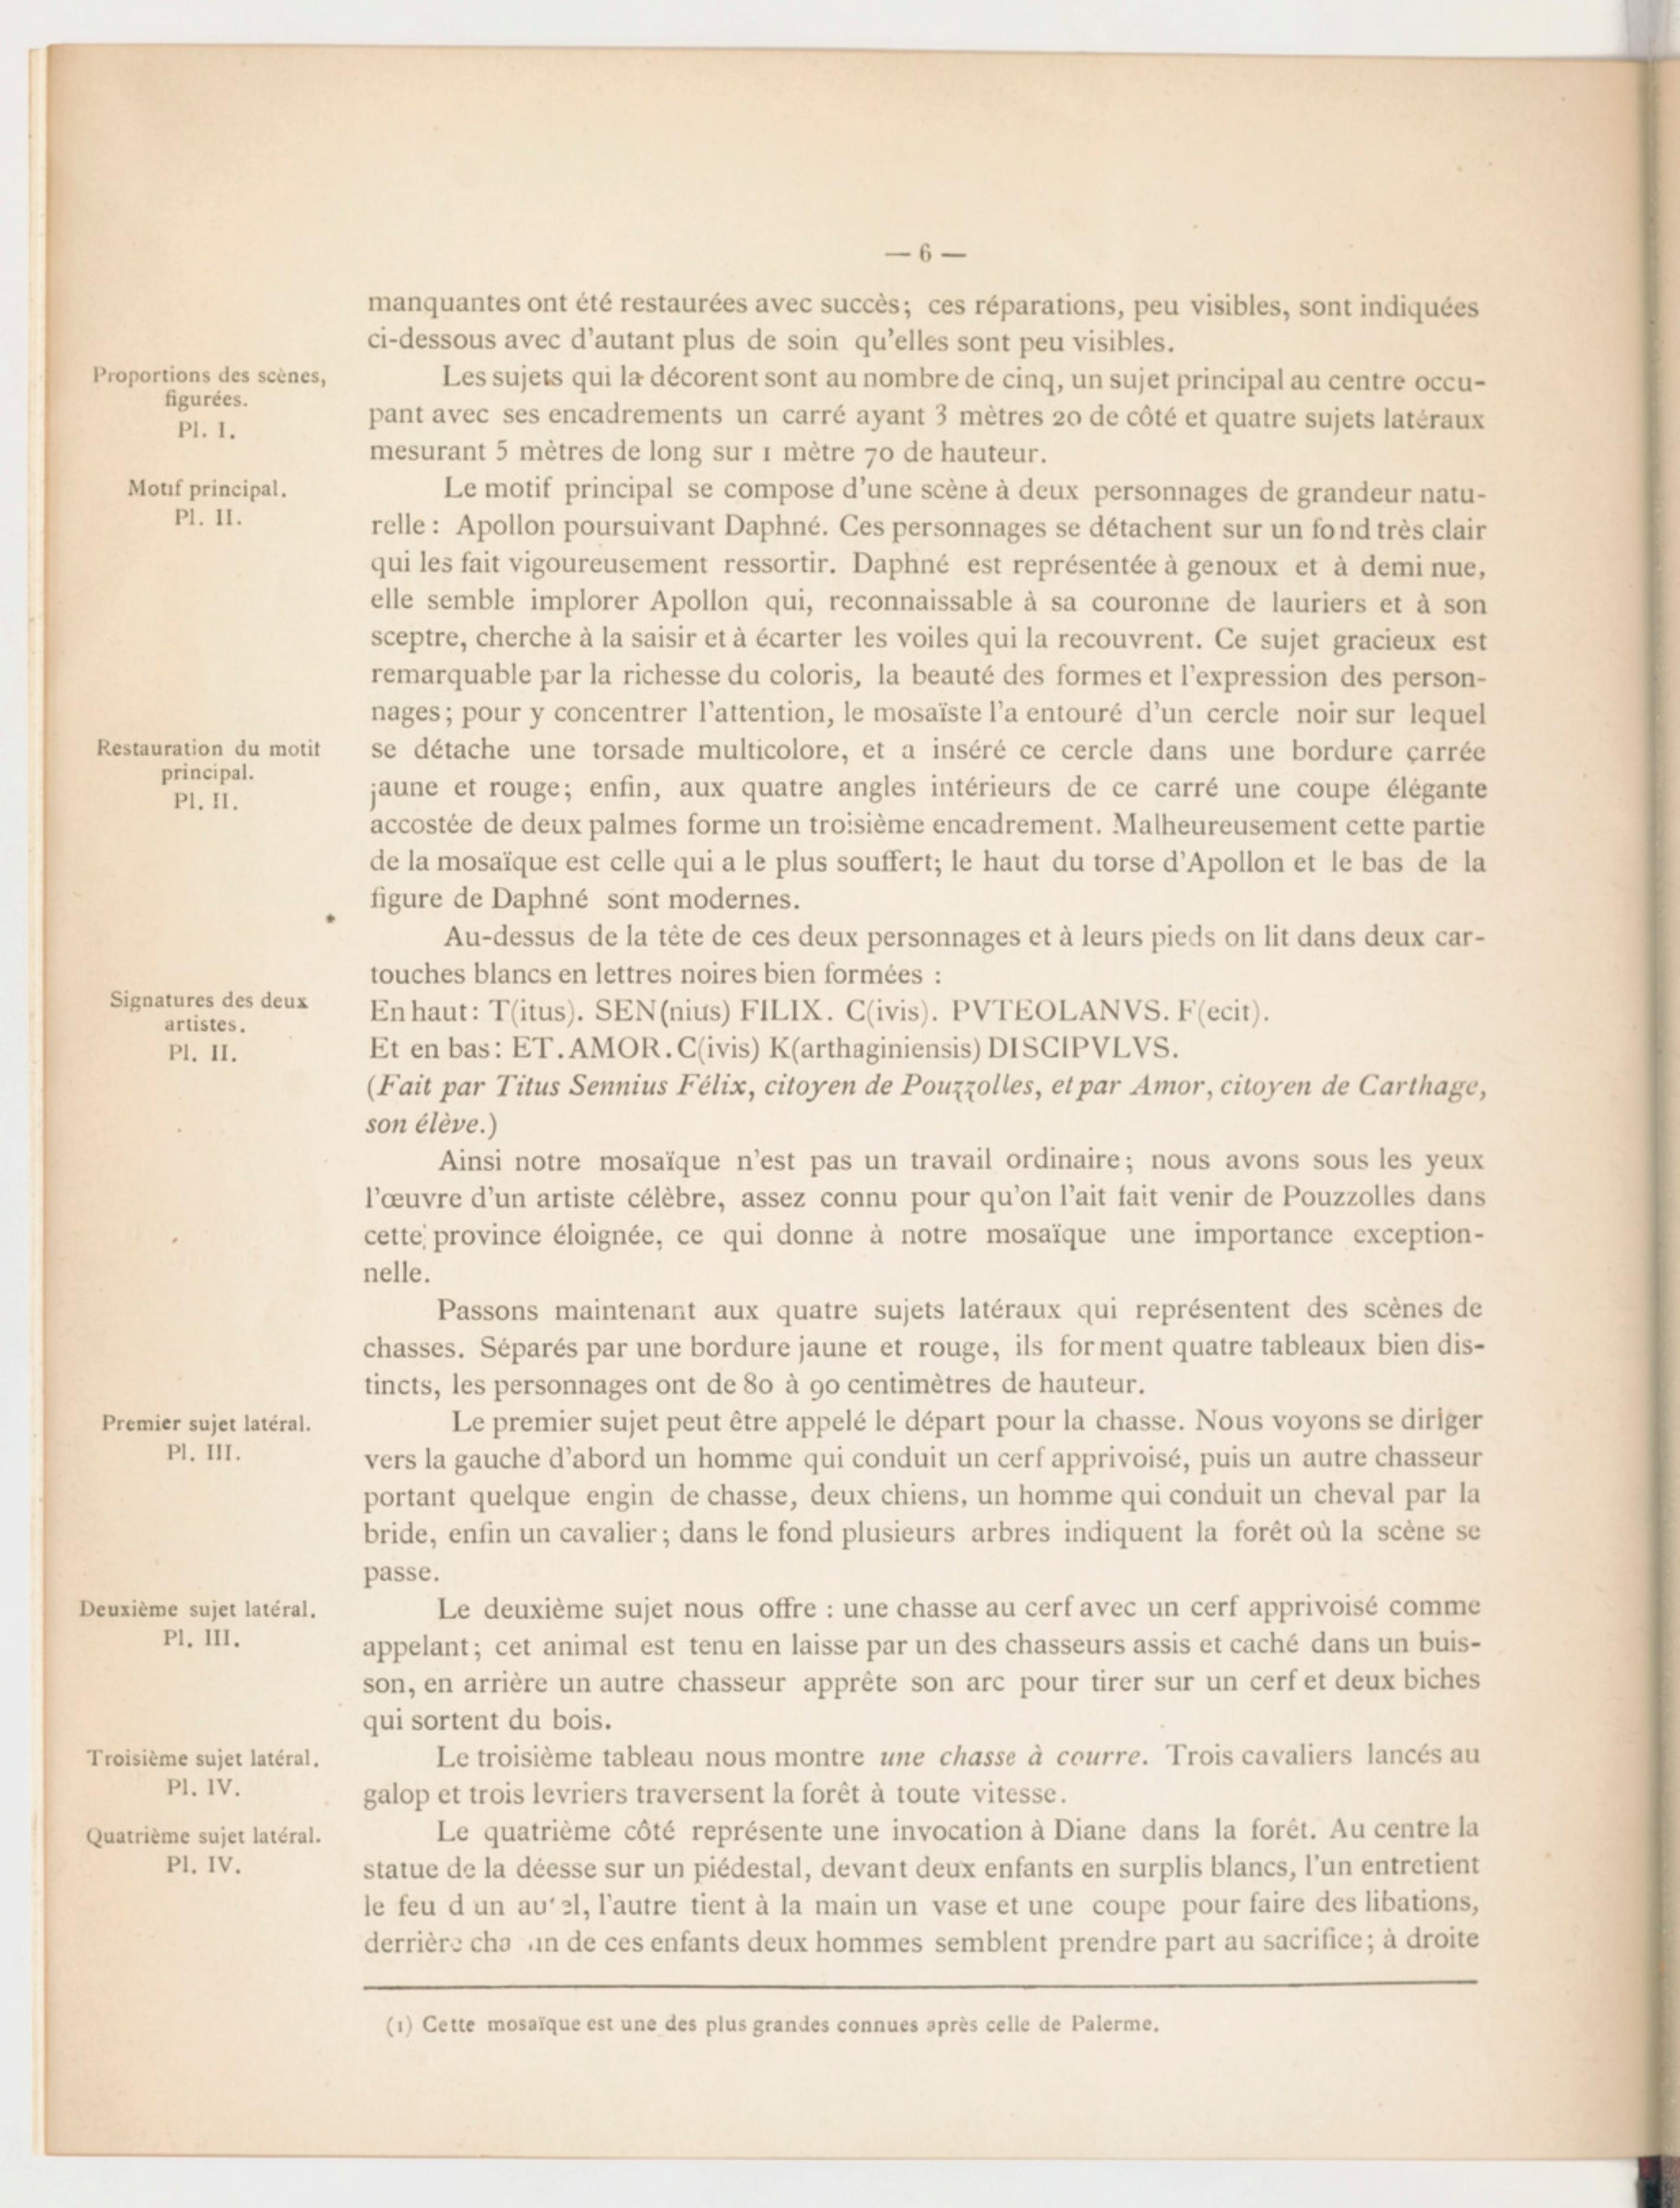 — 6 —
manquantes ont été restaurées avec succès; ces réparations, peu visibles, sont indiquées
ci-dessous avec d'autant plus de soin qu'elles sont peu visibles.
Proportions des scènes,
figurées.
Pl. I.
Les sujets qui la décorent sont au nombre de cinq, un sujet principal au centre occu-
pant avec ses encadrements un carré ayant 3 mètres 20 de côté et quatre sujets latéraux
mesurant 5 mètres de long sur 1 mètre 70 de hauteur.
Motif principal.
Pl. II.
Le motif principal se compose d'une scène à deux personnages de grandeur natu-
relle : Apollon poursuivant Daphné. Ces personnages se détachent sur un fond très clair
qui les fait vigoureusement ressortir. Daphné est représentée à genoux et à demi nue,
elle semble implorer Apollon qui, reconnaissable à sa couronne de lauriers et à son
sceptre, cherche à la saisir et à écarter les voiles qui la recouvrent. Ce sujet gracieux est
remarquable par la richesse du coloris, la beauté des formes et l'expression des person-
nages; pour y concentrer l'attention, le mosaïste l'a entouré d'un cercle noir sur lequel
Restauration du motif
principal.
Pl. II.
se détache une torsade multicolore, et a inséré ce cercle dans une bordure carrée
jaune et rouge; enfin, aux quatre angles intérieurs de ce carré une coupe élégante
accostée de deux palmes forme un troisième encadrement. Malheureusement cette partie
de la mosaïque est celle qui a le plus souffert; le haut du torse d'Apollon et le bas de la
figure de Daphné sont modernes.
Au-dessus de la tête de ces deux personnages et à leurs pieds on lit dans deux car-
touches blancs en lettres noires bien formées :
Signatures des deux
artistes.
Pl. II.
En haut: T(itus). SEN(nius) FILIX. C(ivis). PVTEOLANVS. F(ecit).
Et en bas: ET. AMOR. C(ivis) K(arthaginiensis) DISCIPVLVS.
(Fait par Titus Sennius Félix, citoyen de Pouzzolles, et par Amor, citoyen de Carthage,
son élève.)
Ainsi notre mosaïque n'est pas un travail ordinaire; nous avons sous les yeux
l'œuvre d'un artiste célèbre, assez connu pour qu'on l'ait fait venir de Pouzzolles dans
cette province éloignée, ce qui donne à notre mosaïque une importance exception-
nelle.
Passons maintenant aux quatre sujets latéraux qui représentent des scènes de
chasses. Séparés par une bordure jaune et rouge, ils forment quatre tableaux bien dis-
tincts, les personnages ont de 80 à 90 centimètres de hauteur.
Premier sujet latéral.
Pl. III.
Le premier sujet peut être appelé le départ pour la chasse. Nous voyons se diriger
vers la gauche d'abord un homme qui conduit un cerf apprivoisé, puis un autre chasseur
portant quelque engin de chasse, deux chiens, un homme qui conduit un cheval par la
bride, enfin un cavalier; dans le fond plusieurs arbres indiquent la forêt où la scène se
passe.
Deuxième sujet latéral.
Pl. III.
Le deuxième sujet nous offre : une chasse au cerf avec un cerf apprivoisé comme
appelant; cet animal est tenu en laisse par un des chasseurs assis et caché dans un buis-
son, en arrière un autre chasseur apprête son arc pour tirer sur un cerf et deux biches
qui sortent du bois.
Troisième sujet latéral.
Pl. IV.
Le troisième tableau nous montre une chasse à courre. Trois cavaliers lancés au
galop et trois levriers traversent la forêt à toute vitesse.
Quatrième sujet latéral.
Pl. IV.
Le quatrième côté représente une invocation à Diane dans la forêt. Au centre la
statue de la déesse sur un piédestal, devant deux enfants en surplis blancs, l'un entretient
le feu d un autel, l'autre tient à la main un vase et une coupe pour faire des libations,
derrière chacun de ces enfants deux hommes semblent prendre part au sacrifice; à droite
(1) Cette mosaïque est une des plus grandes connues après celle de Palerme.